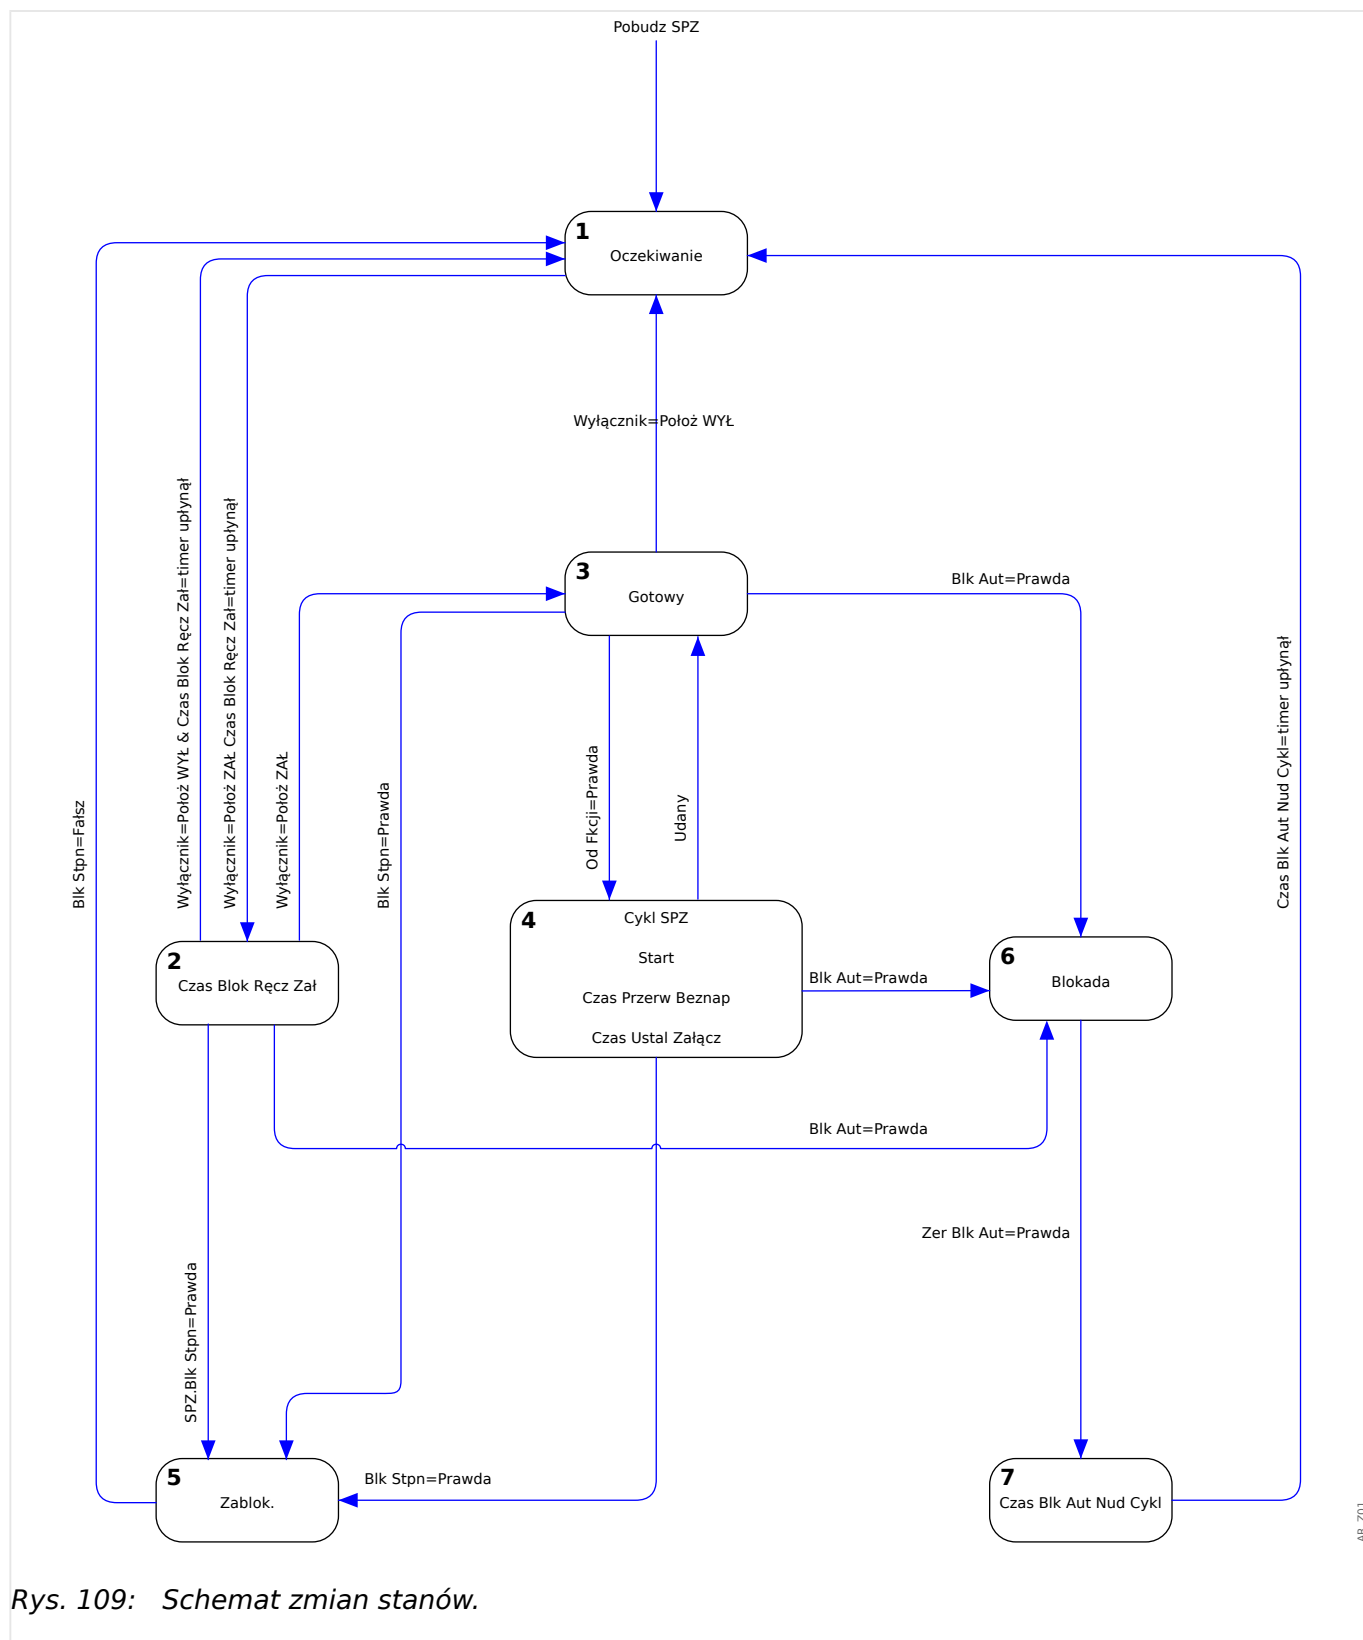 Pobudz SPZ
1
Oczekiwanie
Wyłącznik=Położ WYŁ
3
Gotowy
Blk Aut=Prawda
Blk Stpn=Fałsz
Wyłącznik=Położ WYŁ & Czas Blok Ręcz Zał=timer upłynął
Wyłącznik=Położ ZAŁ Czas Blok Ręcz Zał=timer upłynął
Wyłącznik=Położ ZAŁ
Blk Stpn=Prawda
Od Fkcji=Prawda
Udany
Czas Blk Aut Nud Cykl=timer upłynął
2
Czas Blok Ręcz Zał
4
Cykl SPZ
Start
Czas Przerw Beznap
Czas Ustal Załącz
Blk Aut=Prawda
6
Blokada
Blk Aut=Prawda
Zer Blk Aut=Prawda
SPZ.Blk Stpn=Prawda
5
Zablok.
Blk Stpn=Prawda
7
Czas Blk Aut Nud Cykl
AR_Z01
Rys. 109: Schemat zmian stanów.